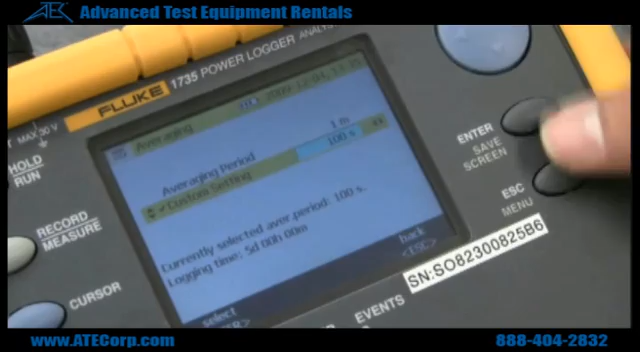 ATEC Advanced Test Equipment Rentals
FLUKE 1735 POWER LOGGER
MAX 30 V
HOLD
RUN
RECORD
MEASURE
CURSOR
Averaging
Averaging Period 1 m
Custom Setting 100 s
Currently selected aver.period: 100 s.
Logging time: 5d 00h 00m
back
<ESC>
select
ENTER
SAVE
SCREEN
ESC
MENU
SN:SO82300825B6
EVENTS
www.ATECorp.com 888-404-2832